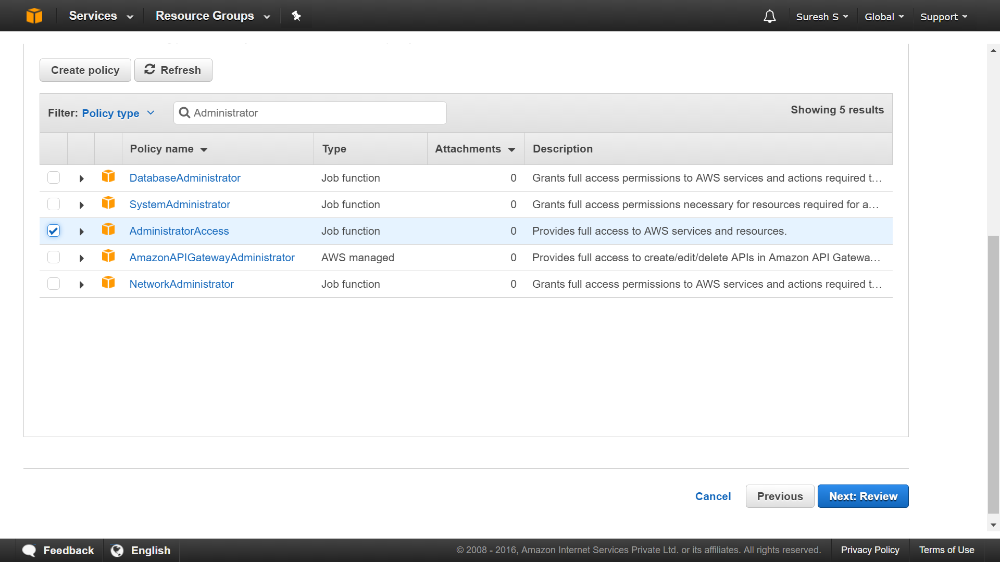 Services Resource Groups Suresh S Global Support
Create policy Refresh
Filter: Policy type Administrator Showing 5 results
Policy name Type Attachments Description
DatabaseAdministrator Job function 0 Grants full access permissions to AWS services and actions required t…
SystemAdministrator Job function 0 Grants full access permissions necessary for resources required for a…
AdministratorAccess Job function 0 Provides full access to AWS services and resources.
AmazonAPIGatewayAdministrator AWS managed 0 Provides full access to create/edit/delete APIs in Amazon API Gatewa…
NetworkAdministrator Job function 0 Grants full access permissions to AWS services and actions required t…
Cancel Previous Next: Review
Feedback English © 2008 - 2016, Amazon Internet Services Private Ltd. or its affiliates. All rights reserved. Privacy Policy Terms of Use